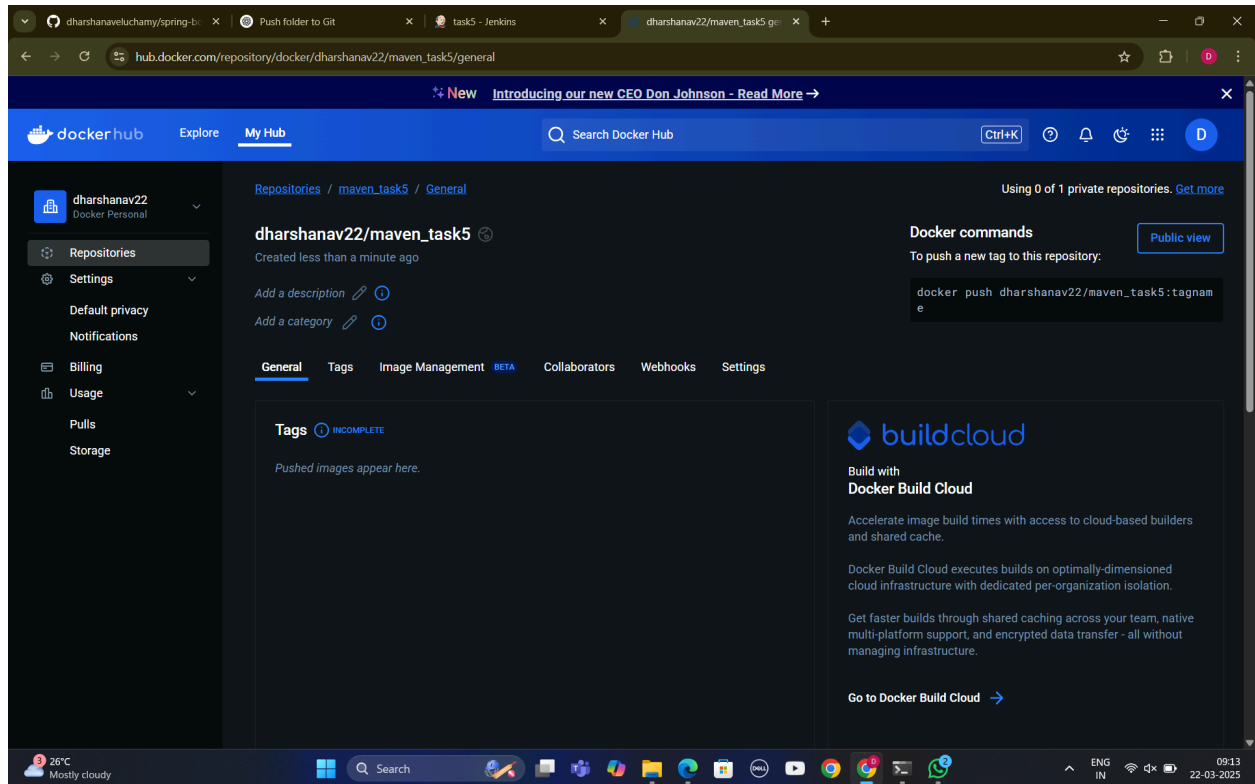 dharshanaveluchamy/spring-bo
Push folder to Git
task5 - Jenkins
dharshanav22/maven_task5 gen
hub.docker.com/repository/docker/dharshanav22/maven_task5/general
D
New Introducing our new CEO Don Johnson - Read More →
dockerhub
Explore
My Hub
Search Docker Hub
Ctrl+K
D
dharshanav22
Docker Personal
Repositories
Settings
Default privacy
Notifications
Billing
Usage
Pulls
Storage
Repositories / maven_task5 / General
Using 0 of 1 private repositories. Get more
dharshanav22/maven_task5
Created less than a minute ago
Add a description
Add a category
Docker commands
Public view
To push a new tag to this repository:
docker push dharshanav22/maven_task5:tagnam
e
General Tags Image Management BETA Collaborators Webhooks Settings
Tags INCOMPLETE
Pushed images appear here.
buildcloud
Build with
Docker Build Cloud
Accelerate image build times with access to cloud-based builders
and shared cache.
Docker Build Cloud executes builds on optimally-dimensioned
cloud infrastructure with dedicated per-organization isolation.
Get faster builds through shared caching across your team, native
multi-platform support, and encrypted data transfer - all without
managing infrastructure.
Go to Docker Build Cloud →
3
26°C
Mostly cloudy
Search
DELL
D
2
ENG
IN
09:13
22-03-2025